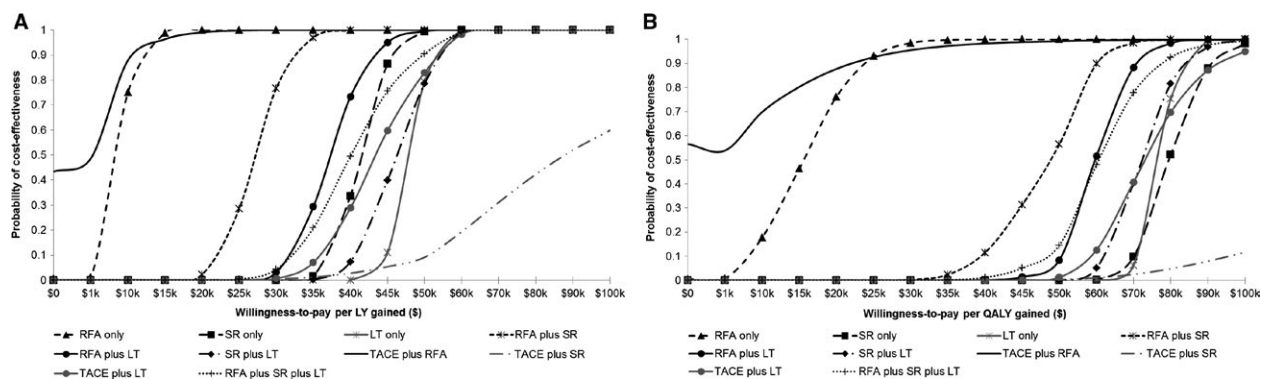 A
Probability of cost-effectiveness
1
0.9
0.8
0.7
0.6
0.5
0.4
0.3
0.2
0.1
0
$0 $1k $10k $15k $20k $25k $30k $35k $40k $45k $50k $60k $70k $80k $90k $100k
Willingness-to-pay per LY gained ($)
RFA only SR only LT only RFA plus SR
RFA plus LT SR plus LT TACE plus RFA TACE plus SR
TACE plus LT RFA plus SR plus LT
B
Probability of cost-effectiveness
1
0.9
0.8
0.7
0.6
0.5
0.4
0.3
0.2
0.1
0
$0 $1k $10k $15k $20k $25k $30k $35k $40k $45k $50k $60k $70k $80k $90k $100k
Willingness-to-pay per QALY gained ($)
RFA only SR only LT only RFA plus SR
RFA plus LT SR plus LT TACE plus RFA TACE plus SR
TACE plus LT RFA plus SR plus LT